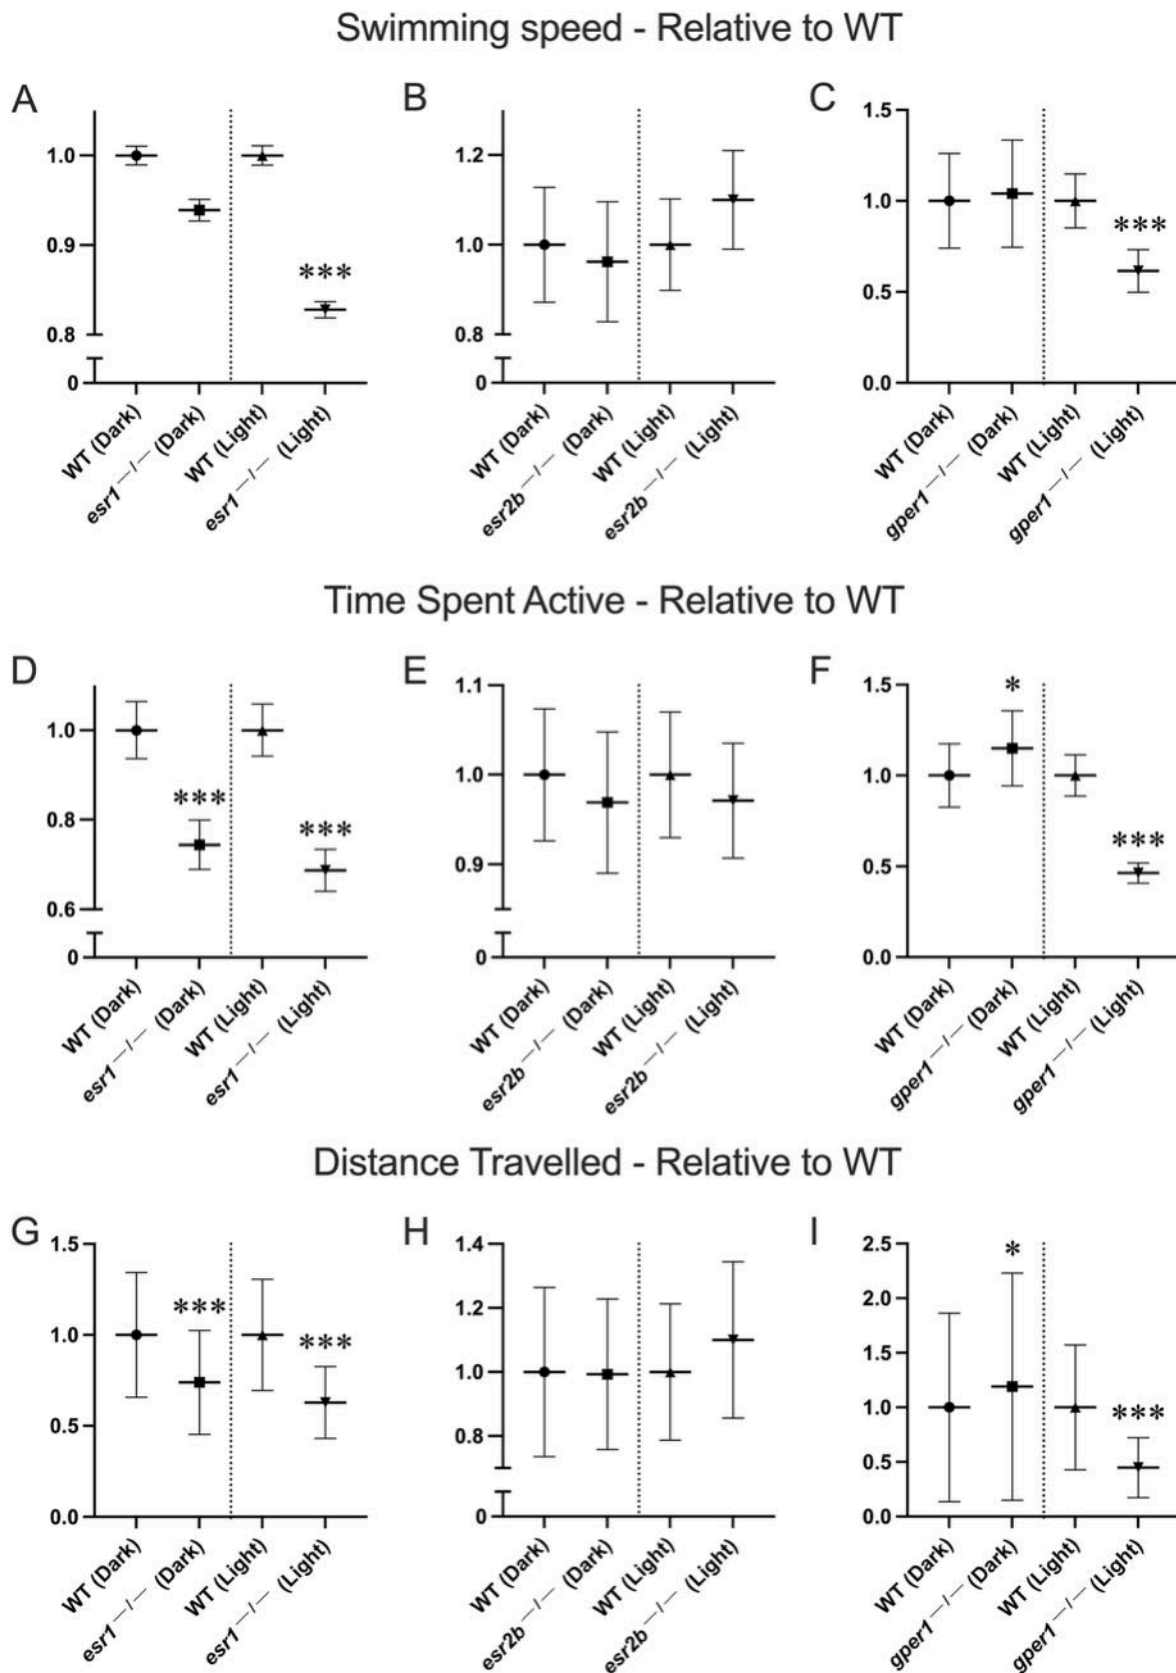 Swimming speed - Relative to WT
A
1.0
0.9
0.8
0
***
WT (Dark)
esr1 —/— (Dark)
WT (Light)
esr1 —/— (Light)
B
1.2
1.0
0.8
0
WT (Dark)
esr2b —/— (Dark)
WT (Light)
esr2b —/— (Light)
C
1.5
1.0
0.5
0.0
***
WT (Dark)
gper1 —/— (Dark)
WT (Light)
gper1 —/— (Light)
Time Spent Active - Relative to WT
D
1.0
0.8
0.6
0
***
***
WT (Dark)
esr1 —/— (Dark)
WT (Light)
esr1 —/— (Light)
E
1.1
1.0
0.9
0
WT (Dark)
esr2b —/— (Dark)
WT (Light)
esr2b —/— (Light)
F
1.5
1.0
0.5
0.0
*
***
WT (Dark)
gper1 —/— (Dark)
WT (Light)
gper1 —/— (Light)
Distance Travelled - Relative to WT
G
1.5
1.0
0.5
0.0
***
***
WT (Dark)
esr1 —/— (Dark)
WT (Light)
esr1 —/— (Light)
H
1.4
1.2
1.0
0.8
0
WT (Dark)
esr2b —/— (Dark)
WT (Light)
esr2b —/— (Light)
I
2.5
2.0
1.5
1.0
0.5
0.0
*
***
WT (Dark)
gper1 —/— (Dark)
WT (Light)
gper1 —/— (Light)